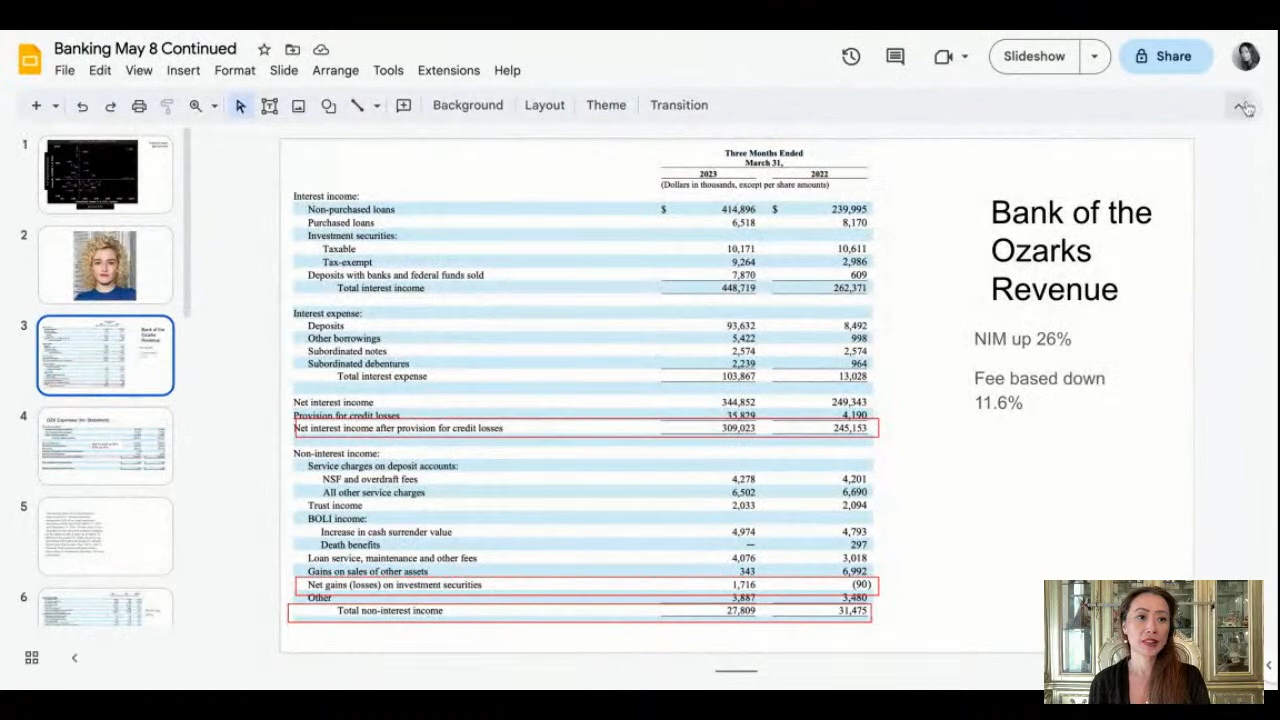 Banking May 8 Continued
File Edit View Insert Format Slide Arrange Tools Extensions Help
Slideshow
Share
Background Layout Theme Transition
1
2
3
4
5
6
Three Months Ended
March 31,
2023 2022
(Dollars in thousands, except per share amounts)
Interest income:
Non-purchased loans $ 414,896 $ 239,995
Purchased loans 6,518 8,170
Investment securities:
Taxable 10,171 10,611
Tax-exempt 9,264 2,986
Deposits with banks and federal funds sold 7,870 609
Total interest income 448,719 262,371
Interest expense:
Deposits 93,632 8,492
Other borrowings 5,422 998
Subordinated notes 2,574 2,574
Subordinated debentures 2,239 964
Total interest expense 103,867 13,028
Net interest income 344,852 249,343
Provision for credit losses 35,829 4,190
Net interest income after provision for credit losses 309,023 245,153
Non-interest income:
Service charges on deposit accounts:
NSF and overdraft fees 4,278 4,201
All other service charges 6,502 6,690
Trust income 2,033 2,094
BOLI income:
Increase in cash surrender value 4,974 4,793
Death benefits — 297
Loan service, maintenance and other fees 4,076 3,018
Gains on sales of other assets 343 6,992
Net gains (losses) on investment securities 1,716 (90)
Other 3,887 3,480
Total non-interest income 27,809 31,475
Bank of the
Ozarks
Revenue
NIM up 26%
Fee based down
11.6%